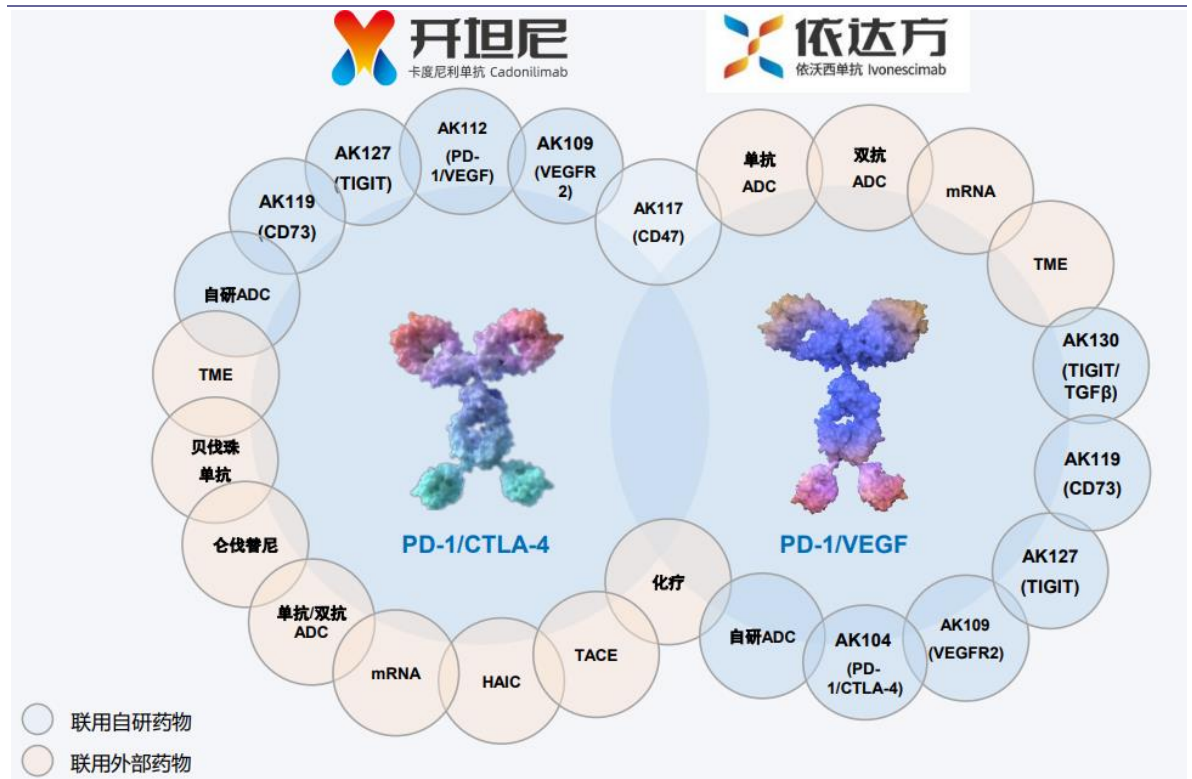 开坦尼
卡度尼利单抗 Cadonilimab
依达方
依沃西单抗 Ivonescimab
AK112
(PD-
1/VEGF)
AK109
(VEGFR
2)
AK127
(TIGIT)
AK119
(CD73)
自研ADC
TME
贝伐珠
单抗
仑伐替尼
单抗/双抗
ADC
mRNA
HAIC
TACE
化疗
AK117
(CD47)
单抗
ADC
双抗
ADC
mRNA
TME
AK130
(TIGIT/
TGFβ)
AK119
(CD73)
AK127
(TIGIT)
AK109
(VEGFR2)
AK104
(PD-
1/CTLA-4)
自研ADC
PD-1/CTLA-4
PD-1/VEGF
联用自研药物
联用外部药物